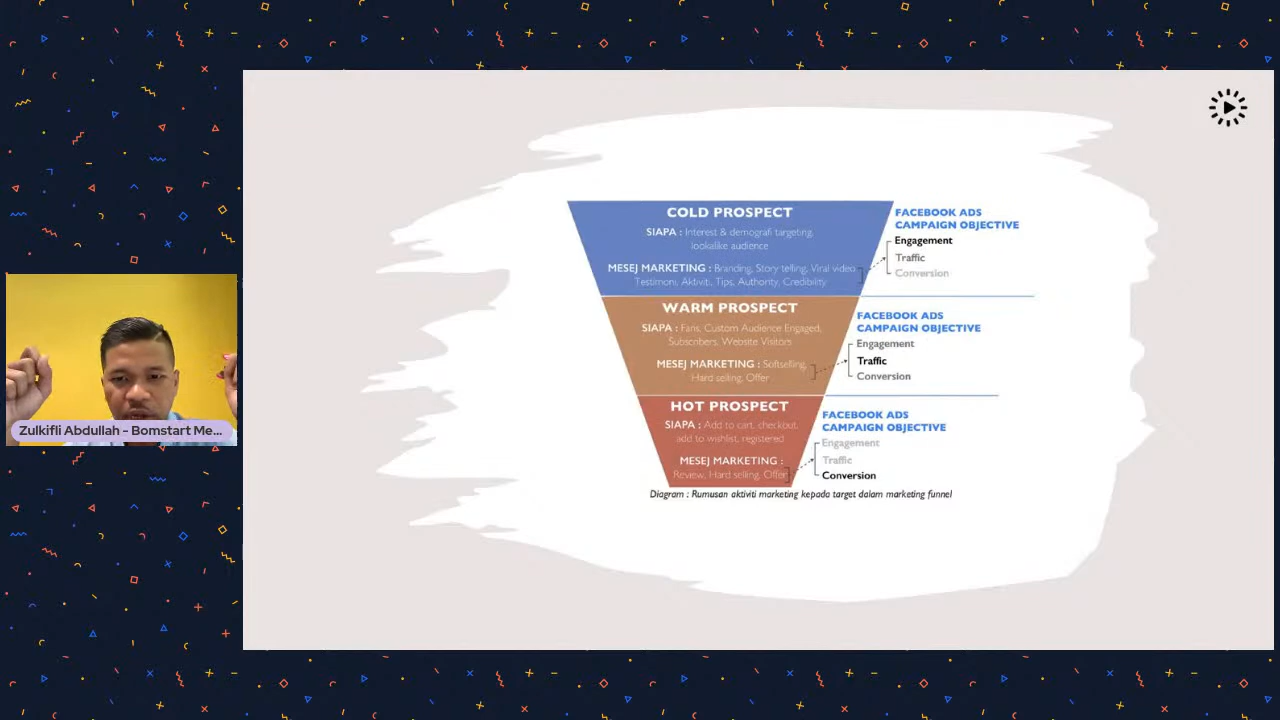 COLD PROSPECT
SIAPA : Interest & demografi targeting,
lookalike audience
MESEJ MARKETING : Branding, Story telling, Viral video
Testimoni, Aktiviti, Tips, Authority, Credibility
FACEBOOK ADS
CAMPAIGN OBJECTIVE
Engagement
Traffic
Conversion
WARM PROSPECT
SIAPA : Fans, Custom Audience Engaged,
Subscribers, Website Visitors
MESEJ MARKETING : Softselling,
Hard selling, Offer
FACEBOOK ADS
CAMPAIGN OBJECTIVE
Engagement
Traffic
Conversion
HOT PROSPECT
SIAPA : Add to cart, checkout,
add to wishlist, registered
MESEJ MARKETING :
Review, Hard selling, Offer
FACEBOOK ADS
CAMPAIGN OBJECTIVE
Engagement
Traffic
Conversion
Diagram : Rumusan aktiviti marketing kepada target dalam marketing funnel
Zulkifli Abdullah - Bomstart Me...